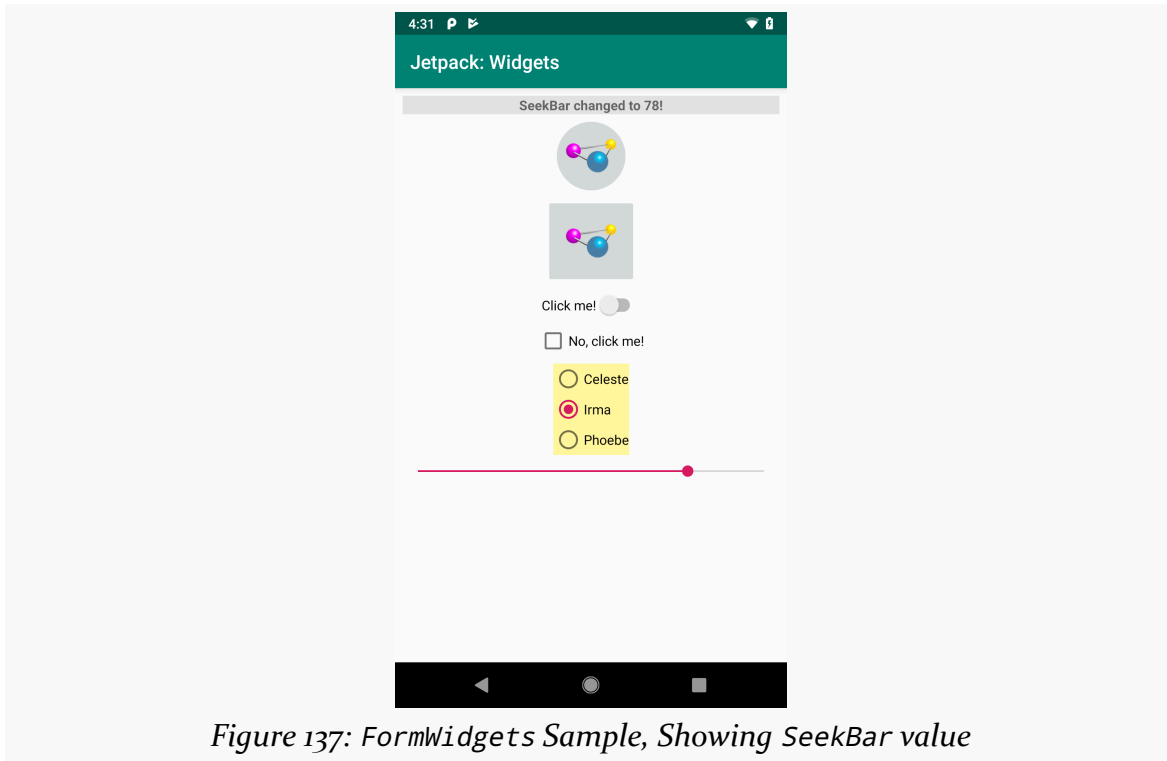 4:31
Jetpack: Widgets
SeekBar changed to 78!
Click me!
No, click me!
Celeste
Irma
Phoebe
Figure 137: FormWidgets Sample, Showing SeekBar value